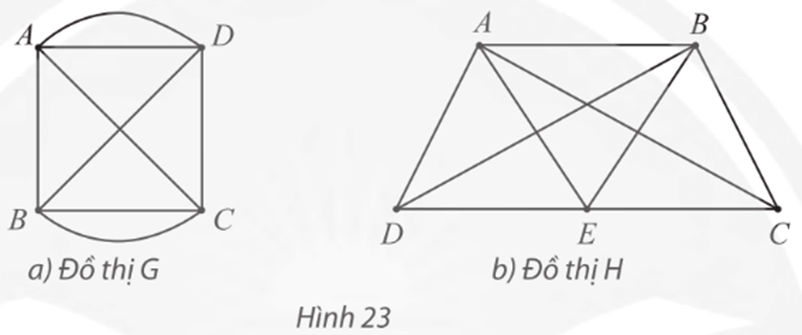 A D
B C
a) Đồ thị G
A B
D E C
b) Đồ thị H
Hình 23